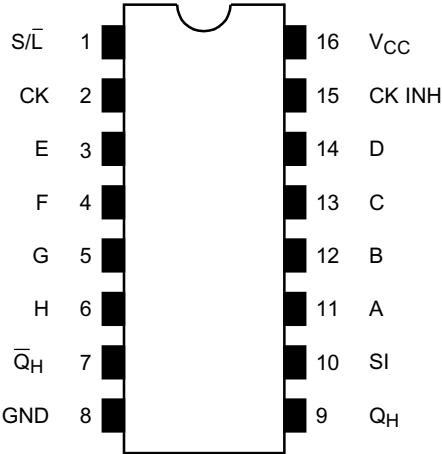 S/L̅ 1 16 VCC
CK 2 15 CK INH
E 3 14 D
F 4 13 C
G 5 12 B
H 6 11 A
Q̅H 7 10 SI
GND 8 9 QH